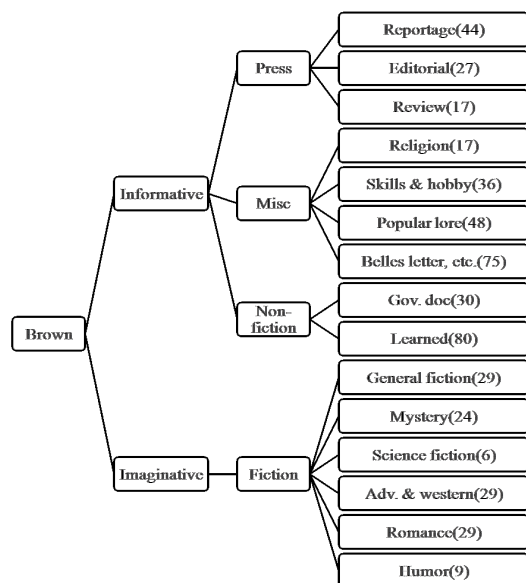 Reportage(44)
Press
Editorial(27)
Review(17)
Religion(17)
Informative
Skills & hobby(36)
Misc
Popular lore(48)
Belles letter, etc.(75)
Non-
fiction
Gov. doc(30)
Brown
Learned(80)
General fiction(29)
Mystery(24)
Imaginative
Fiction
Science fiction(6)
Adv. & western(29)
Romance(29)
Humor(9)